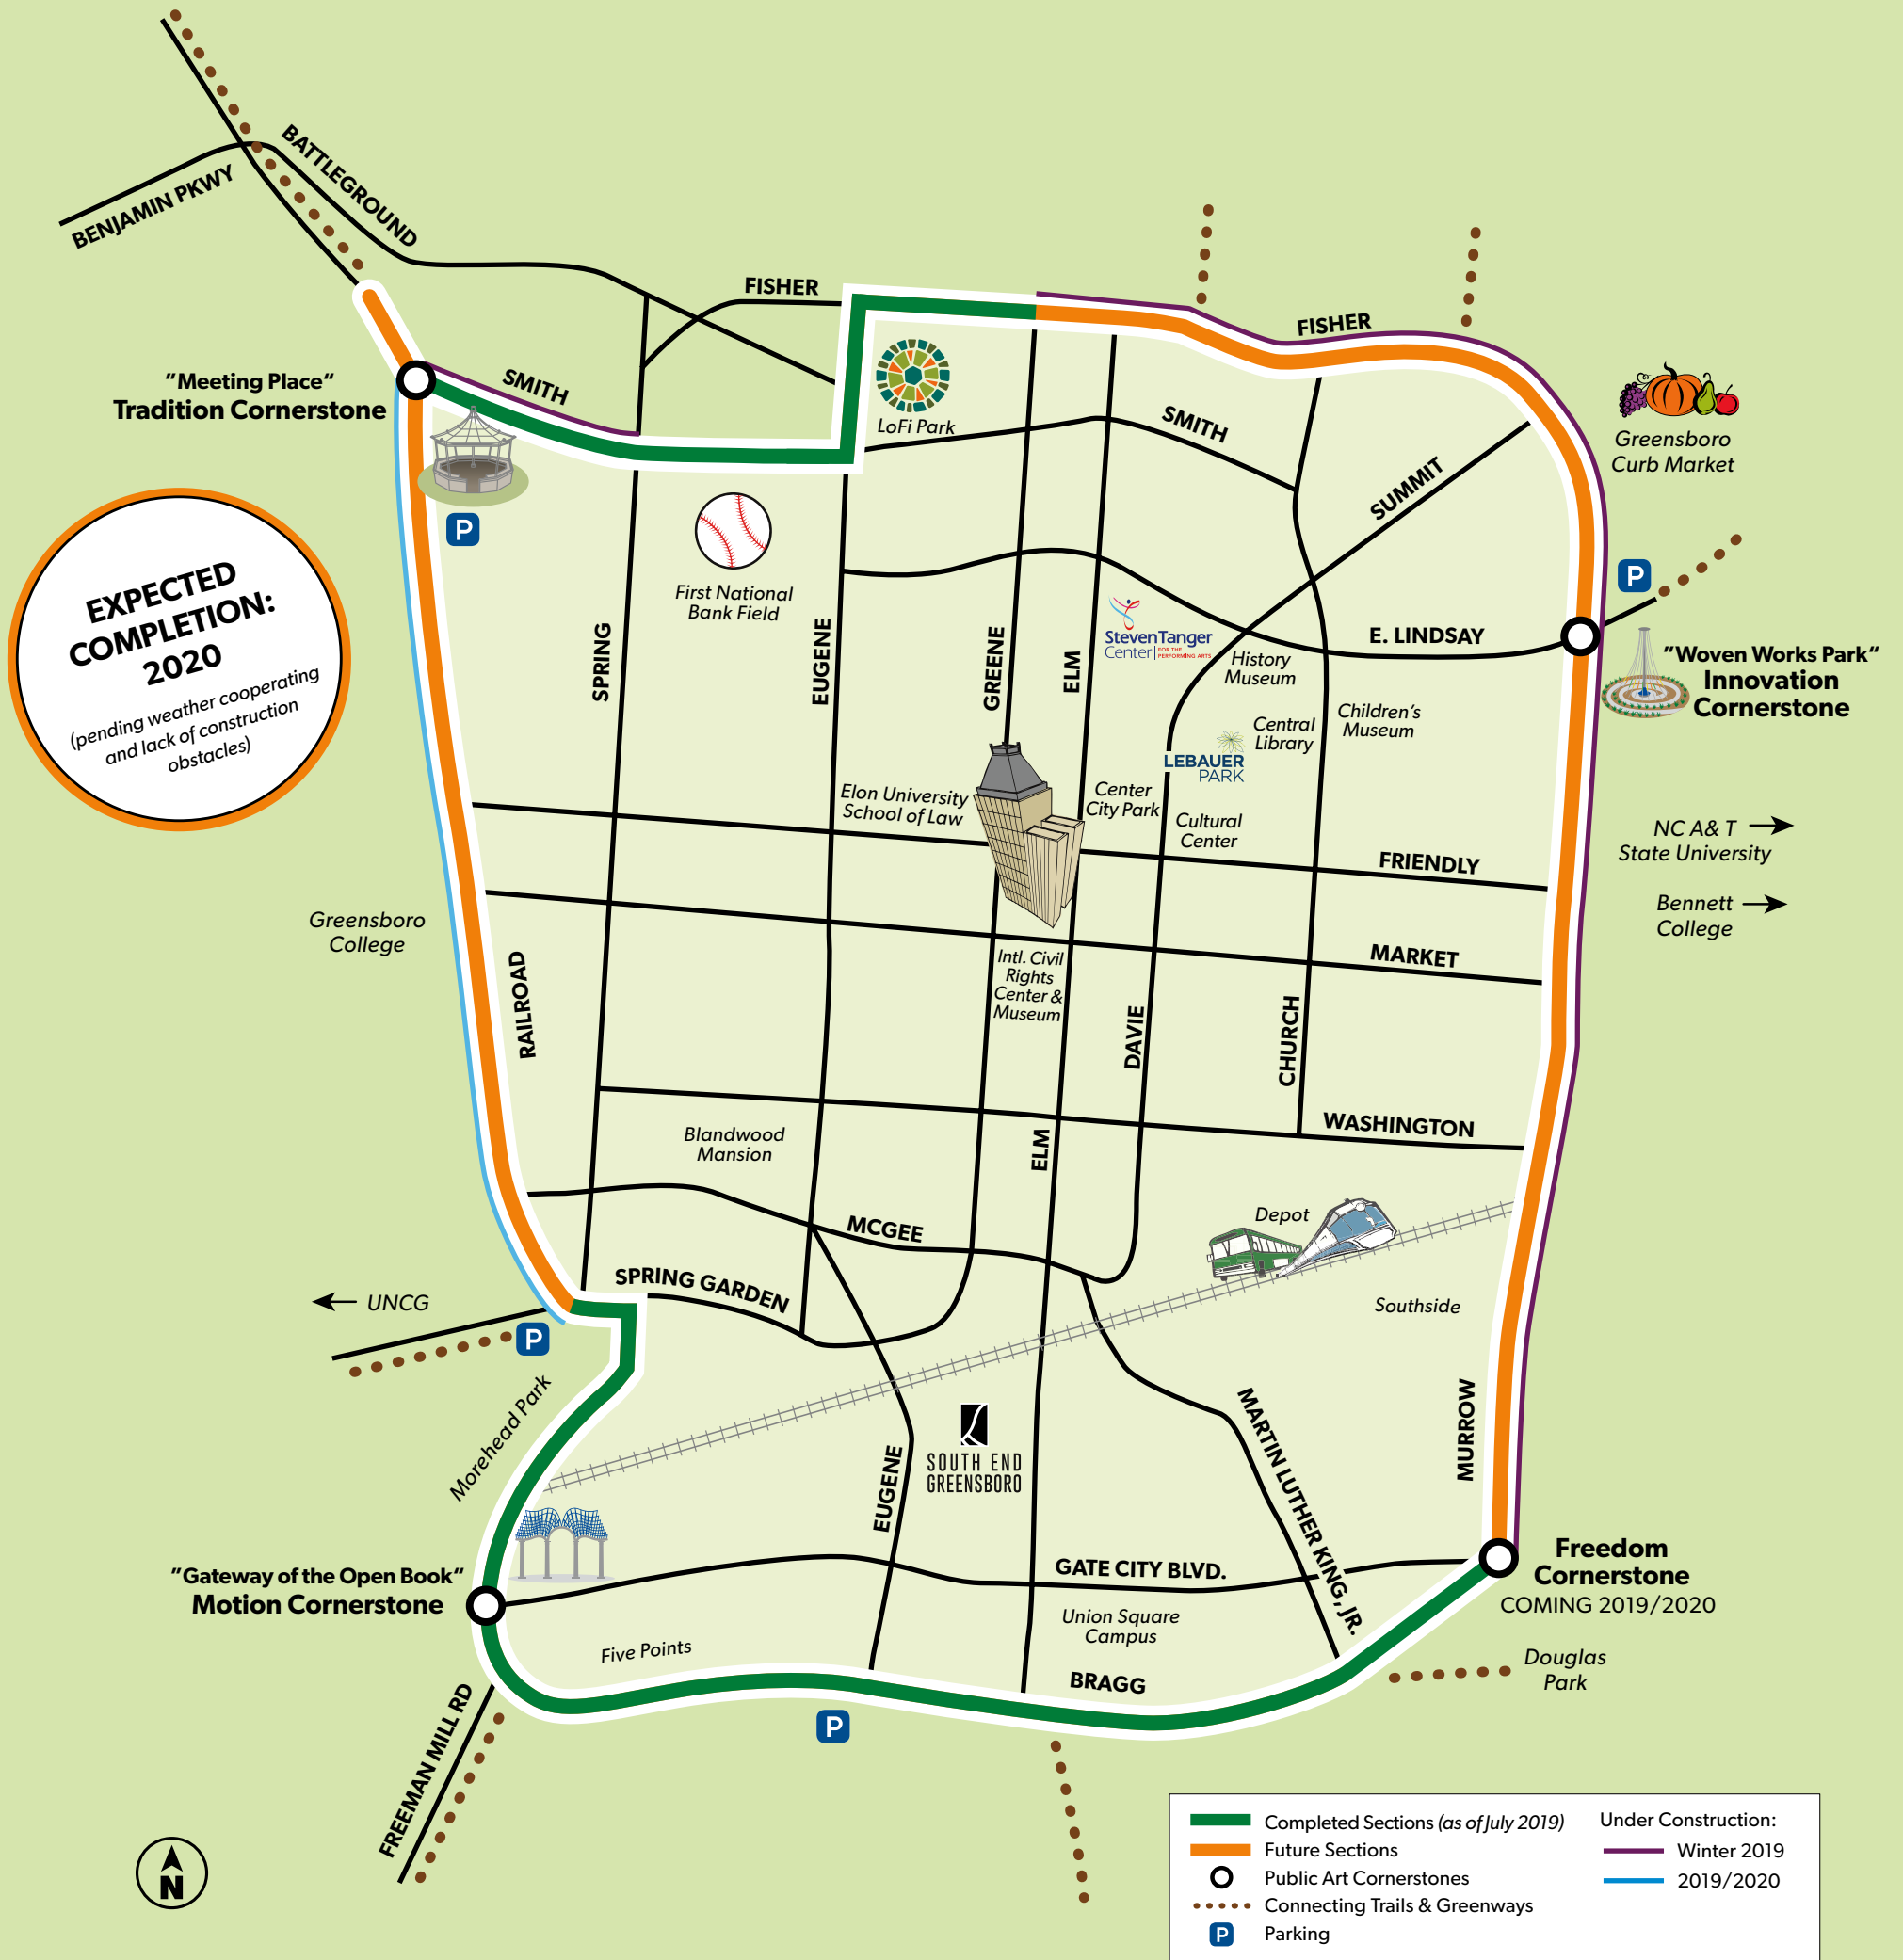 BATTLEGROUND
BENJAMIN PKWY
FISHER
FISHER
"Meeting Place"
Tradition Cornerstone
SMITH
LoFi Park
SMITH
Greensboro
Curb Market
SUMMIT
P
EXPECTED
COMPLETION:
2020
(pending weather cooperating
and lack of construction
obstacles)
First National
Bank Field
P
SPRING
EUGENE
GREENE
ELM
StevenTanger
Center FOR THE
PERFORMING ARTS
E. LINDSAY
History
Museum
"Woven Works Park"
Innovation
Cornerstone
Central
Library
Children's
Museum
LEBAUER
PARK
Elon University
School of Law
Center
City Park
Cultural
Center
NC A & T
State University
FRIENDLY
Bennett
College
Greensboro
College
MARKET
RAILROAD
Intl. Civil
Rights
Center &
Museum
DAVIE
CHURCH
WASHINGTON
Blandwood
Mansion
ELM
MCGEE
Depot
SPRING GARDEN
UNCG
P
Southside
Morehead Park
MARTIN LUTHER KING, JR.
MURROW
SOUTH END
GREENSBORO
EUGENE
"Gateway of the Open Book"
Motion Cornerstone
GATE CITY BLVD.
Freedom
Cornerstone
COMING 2019/2020
Union Square
Campus
Five Points
BRAGG
Douglas
Park
P
FREEMAN MILL RD
N
Completed Sections (as of July 2019)
Future Sections
Public Art Cornerstones
Connecting Trails & Greenways
P Parking
Under Construction:
Winter 2019
2019/2020